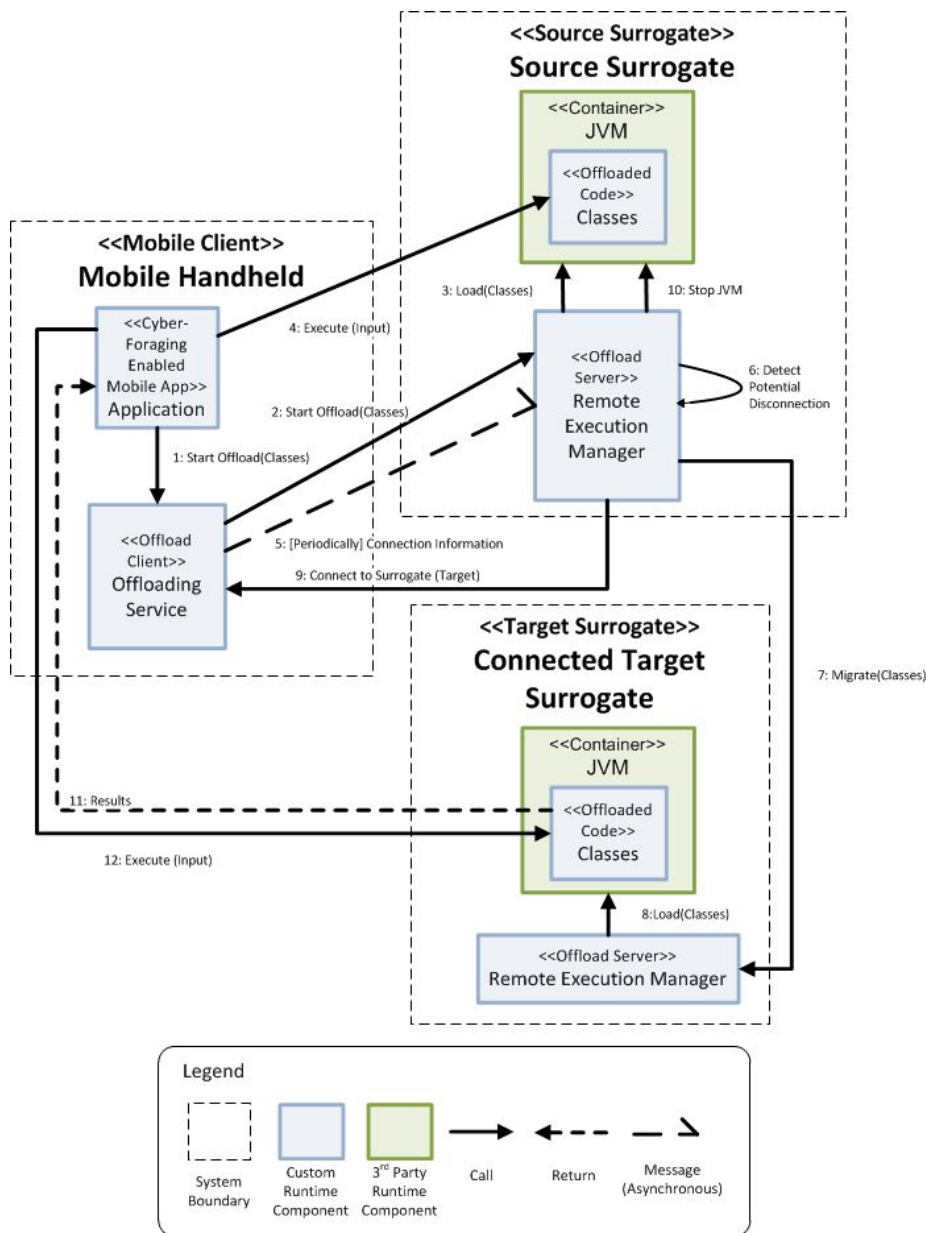 <<Source Surrogate>>
Source Surrogate
<<Container>>
JVM
<<Offloaded
Code>>
Classes
<<Mobile Client>>
Mobile Handheld
3: Load(Classes)
10: Stop JVM
<<Cyber-
Foraging
Enabled
Mobile App>>
Application
4: Execute (Input)
<<Offload
Server>>
Remote
Execution
Manager
6: Detect
Potential
Disconnection
2: Start Offload(Classes)
1: Start Offload(Classes)
<<Offload
Client>>
Offloading
Service
5: [Periodically] Connection Information
9: Connect to Surrogate (Target)
<<Target Surrogate>>
Connected Target
Surrogate
7: Migrate(Classes)
<<Container>>
JVM
<<Offloaded
Code>>
Classes
11: Results
12: Execute (Input)
8:Load(Classes)
<<Offload Server>>
Remote Execution Manager
Legend
System
Boundary
Custom
Runtime
Component
3rd Party
Runtime
Component
Call
Return
Message
(Asynchronous)